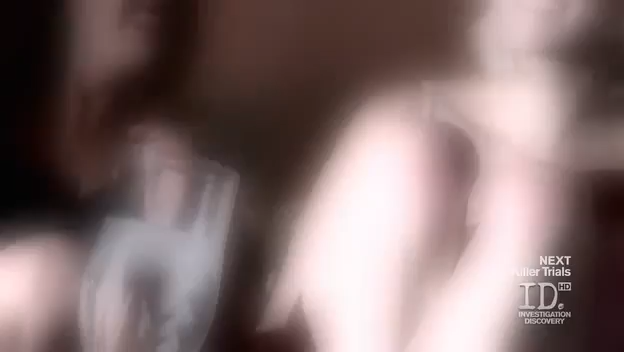 NEXT
Killer Trials
ID.
HD
INVESTIGATION
DISCOVERY